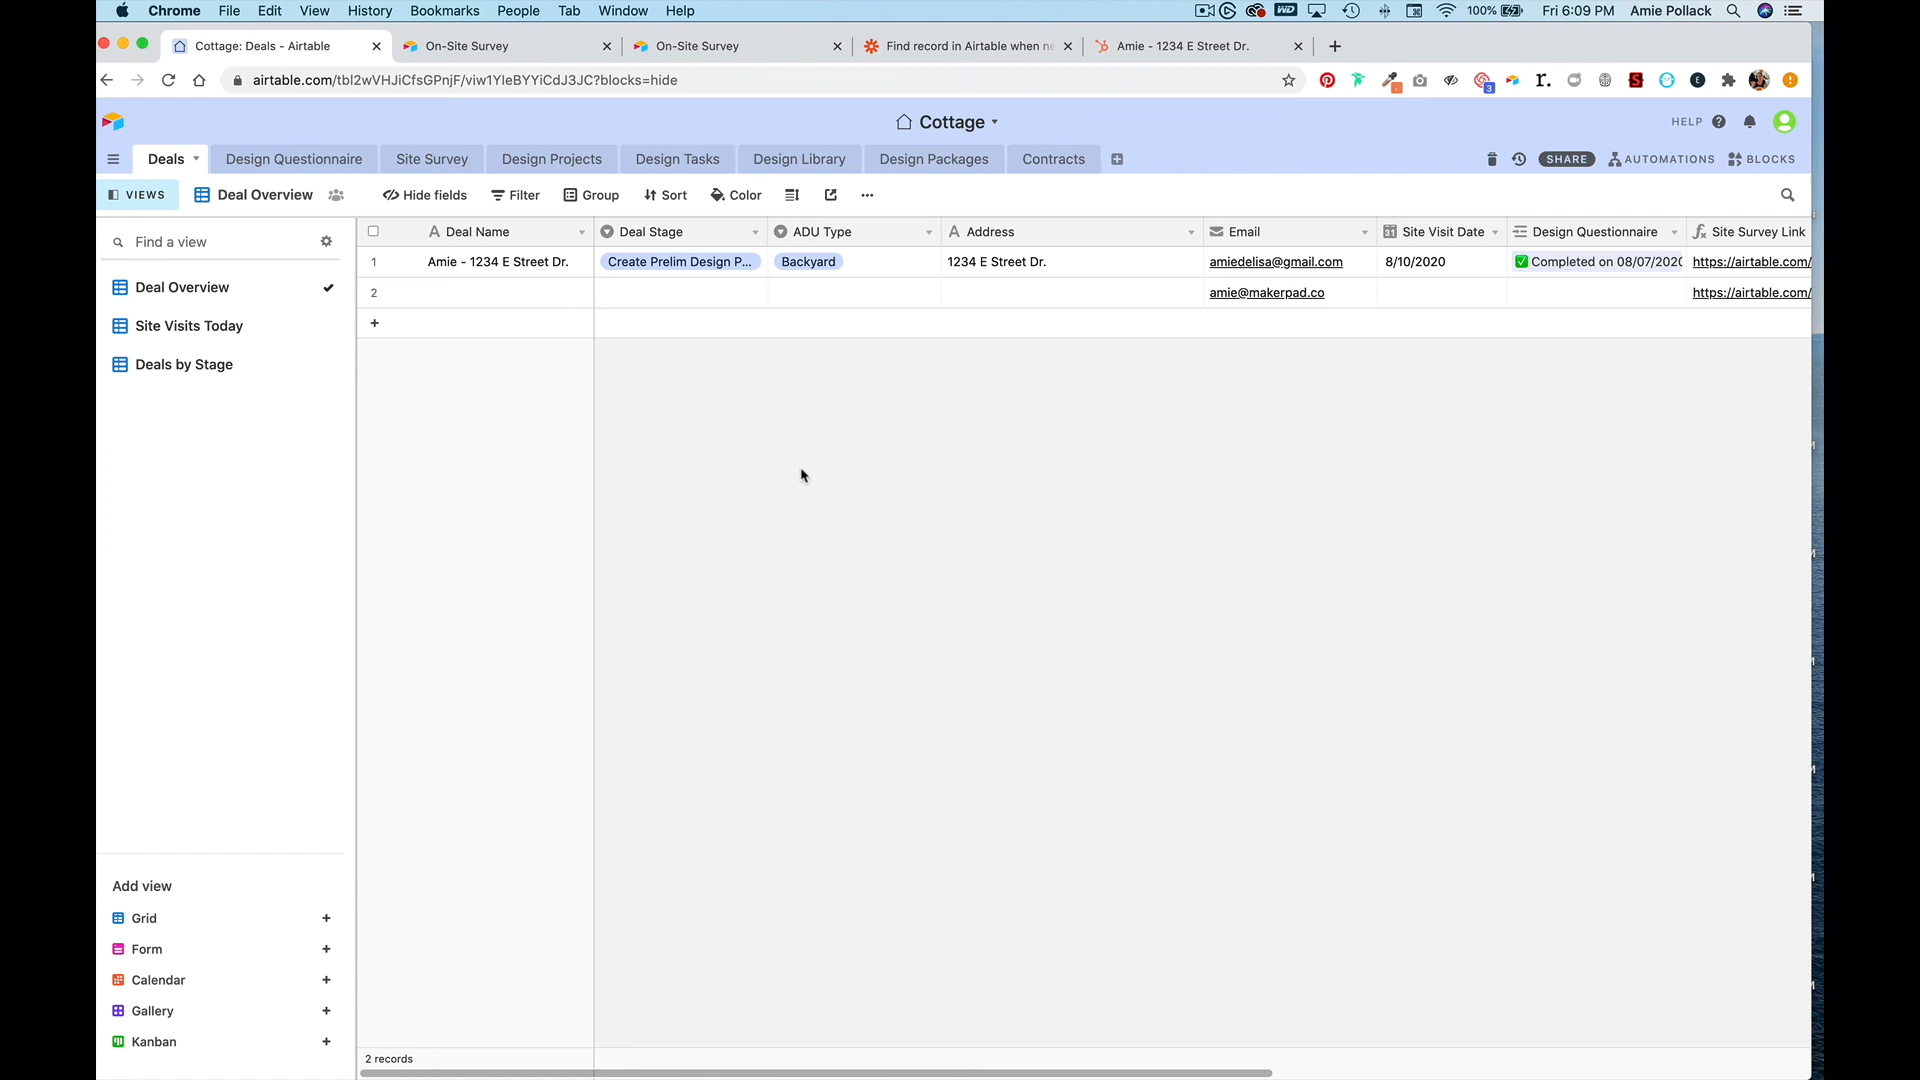 Chrome File Edit View History Bookmarks People Tab Window Help 100% Fri 6:09 PM Amie Pollack
Cottage: Deals - Airtable On-Site Survey On-Site Survey Find record in Airtable when ne Amie - 1234 E Street Dr.
airtable.com/tbl2wVHJiCfsGPnjF/viw1YleBYYiCdJ3JC?blocks=hide
Cottage
HELP
Deals Design Questionnaire Site Survey Design Projects Design Tasks Design Library Design Packages Contracts
SHARE AUTOMATIONS BLOCKS
VIEWS Deal Overview Hide fields Filter Group Sort Color
Find a view
Deal Overview
Site Visits Today
Deals by Stage
Deal Name Deal Stage ADU Type Address Email Site Visit Date Design Questionnaire Site Survey Link
1 Amie - 1234 E Street Dr. Create Prelim Design P... Backyard 1234 E Street Dr. amiedelisa@gmail.com 8/10/2020 Completed on 08/07/2020 https://airtable.com/
2 amie@makerpad.co https://airtable.com/
Add view
Grid
Form
Calendar
Gallery
Kanban
2 records